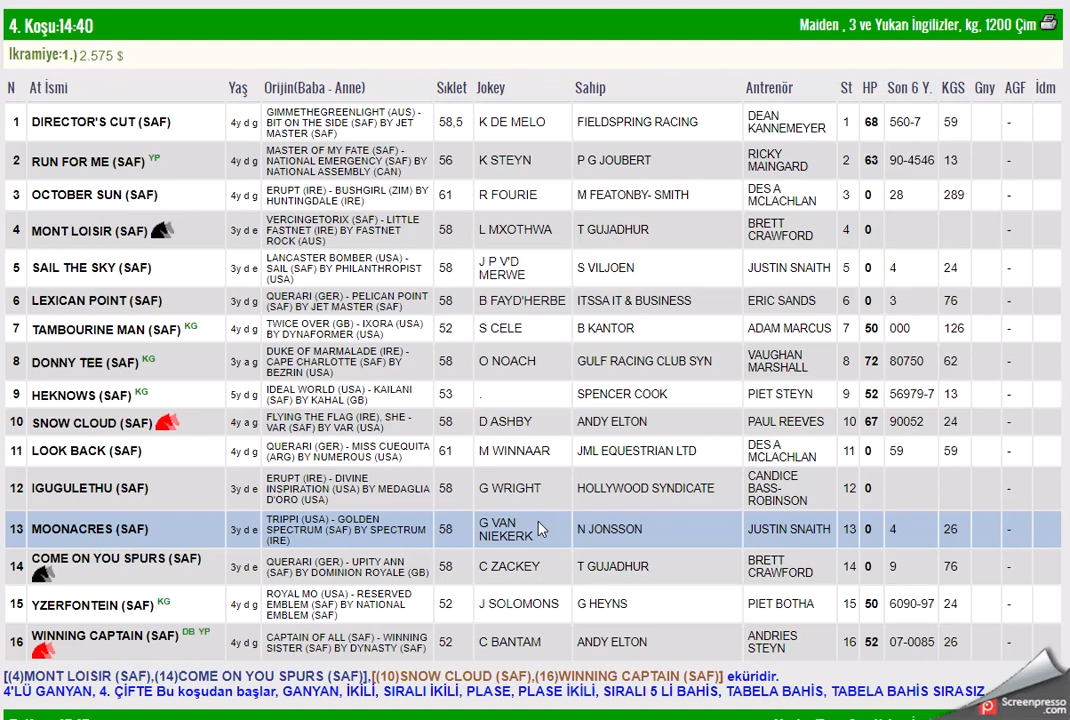 4. Koşu:14:40 Maiden , 3 ve Yukarı İngilizler, kg, 1200 Çim
İkramiye:1.) 2.575 $
N At İsmi Yaş Orijin(Baba - Anne) Sıklet Jokey Sahip Antrenör St HP Son 6 Y. KGS Gny AGF İdm
1 DIRECTOR'S CUT (SAF) 4y d g GIMMETHEGREENLIGHT (AUS) - BIT ON THE SIDE (SAF) BY JET MASTER (SAF) 58,5 K DE MELO FIELDSPRING RACING DEAN KANNEMEYER 1 68 560-7 59 -
2 RUN FOR ME (SAF) YP 4y d g MASTER OF MY FATE (SAF) - NATIONAL EMERGENCY (SAF) BY NATIONAL ASSEMBLY (CAN) 56 K STEYN P G JOUBERT RICKY MAINGARD 2 63 90-4546 13 -
3 OCTOBER SUN (SAF) 4y d g ERUPT (IRE) - BUSHGIRL (ZIM) BY HUNTINGDALE (IRE) 61 R FOURIE M FEATONBY- SMITH DES A MCLACHLAN 3 0 28 289 -
4 MONT LOISIR (SAF) 3y d e VERCINGETORIX (SAF) - LITTLE FASTNET (IRE) BY FASTNET ROCK (AUS) 58 L MXOTHWA T GUJADHUR BRETT CRAWFORD 4 0 -
5 SAIL THE SKY (SAF) 3y d e LANCASTER BOMBER (USA) - SAIL (SAF) BY PHILANTHROPIST (USA) 58 J P V'D MERWE S VILJOEN JUSTIN SNAITH 5 0 4 24 -
6 LEXICAN POINT (SAF) 3y d g QUERARI (GER) - PELICAN POINT (SAF) BY JET MASTER (SAF) 58 B FAYD'HERBE ITSSA IT & BUSINESS ERIC SANDS 6 0 3 76 -
7 TAMBOURINE MAN (SAF) KG 4y d g TWICE OVER (GB) - IXORA (USA) BY DYNAFORMER (USA) 52 S CELE B KANTOR ADAM MARCUS 7 50 000 126 -
8 DONNY TEE (SAF) KG 3y a g DUKE OF MARMALADE (IRE) - CAPE CHARLOTTE (SAF) BY BEZRIN (USA) 58 O NOACH GULF RACING CLUB SYN VAUGHAN MARSHALL 8 72 80750 62 -
9 HEKNOWS (SAF) KG 5y d g IDEAL WORLD (USA) - KAILANI (SAF) BY KAHAL (GB) 53 . SPENCER COOK PIET STEYN 9 52 56979-7 13 -
10 SNOW CLOUD (SAF) 4y a g FLYING THE FLAG (IRE), SHE - VAR (SAF) BY VAR (USA) 58 D ASHBY ANDY ELTON PAUL REEVES 10 67 90052 24 -
11 LOOK BACK (SAF) 4y d g QUERARI (GER) - MISS CUEQUITA (ARG) BY NUMEROUS (USA) 61 M WINNAAR JML EQUESTRIAN LTD DES A MCLACHLAN 11 0 59 59 -
12 IGUGULETHU (SAF) 3y d e ERUPT (IRE) - DIVINE INSPIRATION (USA) BY MEDAGLIA D'ORO (USA) 58 G WRIGHT HOLLYWOOD SYNDICATE CANDICE BASS-ROBINSON 12 0 -
13 MOONACRES (SAF) 3y d e TRIPPI (USA) - GOLDEN SPECTRUM (SAF) BY SPECTRUM (IRE) 58 G VAN NIEKERK N JONSSON JUSTIN SNAITH 13 0 4 26 -
14 COME ON YOU SPURS (SAF) 3y d e QUERARI (GER) - UPITY ANN (SAF) BY DOMINION ROYALE (GB) 58 C ZACKEY T GUJADHUR BRETT CRAWFORD 14 0 9 76 -
15 YZERFONTEIN (SAF) KG 4y d g ROYAL MO (USA) - RESERVED EMBLEM (SAF) BY NATIONAL EMBLEM (SAF) 52 J SOLOMONS G HEYNS PIET BOTHA 15 50 6090-97 24 -
16 WINNING CAPTAIN (SAF) DB YP 4y d g CAPTAIN OF ALL (SAF) - WINNING SISTER (SAF) BY DYNASTY (SAF) 52 C BANTAM ANDY ELTON ANDRIES STEYN 16 52 07-0085 26 -
[(4)MONT LOISIR (SAF),(14)COME ON YOU SPURS (SAF)],[(10)SNOW CLOUD (SAF),(16)WINNING CAPTAIN (SAF)] eküridir.
4'LÜ GANYAN, 4. ÇİFTE Bu koşudan başlar, GANYAN, İKİLİ, SIRALI İKİLİ, PLASE, PLASE İKİLİ, SIRALI 5 Lİ BAHİS, TABELA BAHİS, TABELA BAHİS SIRASIZ
Screenpresso
.com